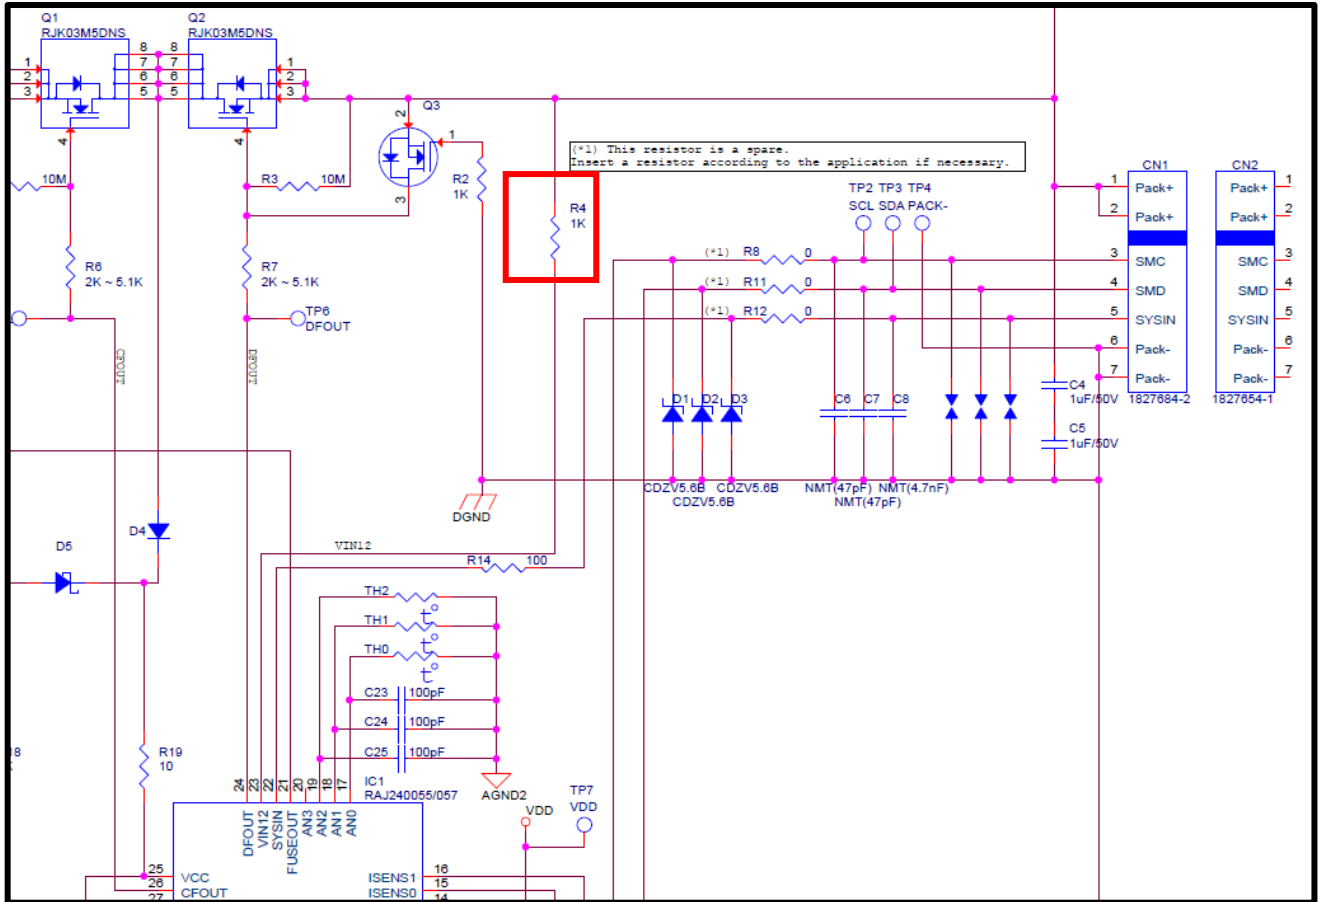 Q1
RJK03M5DNS
Q2
RJK03M5DNS
8 8
7 7
6 6
5 5
1
2
3
4
1
2
3
4
Q3
2
1
3
10M
R3 10M
R2
1K
R4
1K
(*1) This resistor is a spare.
Insert a resistor according to the application if necessary.
TP2 TP3 TP4
SCL SDA PACK-
(*1) R8 0
(*1) R11 0
(*1) R12 0
CN1
1 Pack+
2 Pack+
3 SMC
4 SMD
5 SYSIN
6 Pack-
7 Pack-
1827684-2
CN2
Pack+ 1
Pack+ 2
SMC 3
SMD 4
SYSIN 5
Pack- 6
Pack- 7
1827654-1
R6
2K ~ 5.1K
R7
2K ~ 5.1K
TP6
DFOUT
CFOUT
DFOUT
D1 D2 D3
C6 C7 C8
C4
1uF/50V
C5
1uF/50V
CDZV5.6B CDZV5.6B
CDZV5.6B
NMT(47pF) NMT(4.7nF)
NMT(47pF)
DGND
D4
D5
VIN12
R14 100
TH2
t°
TH1
t°
TH0
t°
C23 100pF
C24 100pF
C25 100pF
AGND2
R19
10
IC1
RAJ240055/057
24 23 22 21 20 19 18 17
DFOUT
VIN12
SYSIN
FUSEOUT
AN3
AN2
AN1
AN0
VDD
TP7
VDD
25 VCC
26 CFOUT
27
ISENS1 16
ISENS0 15
14